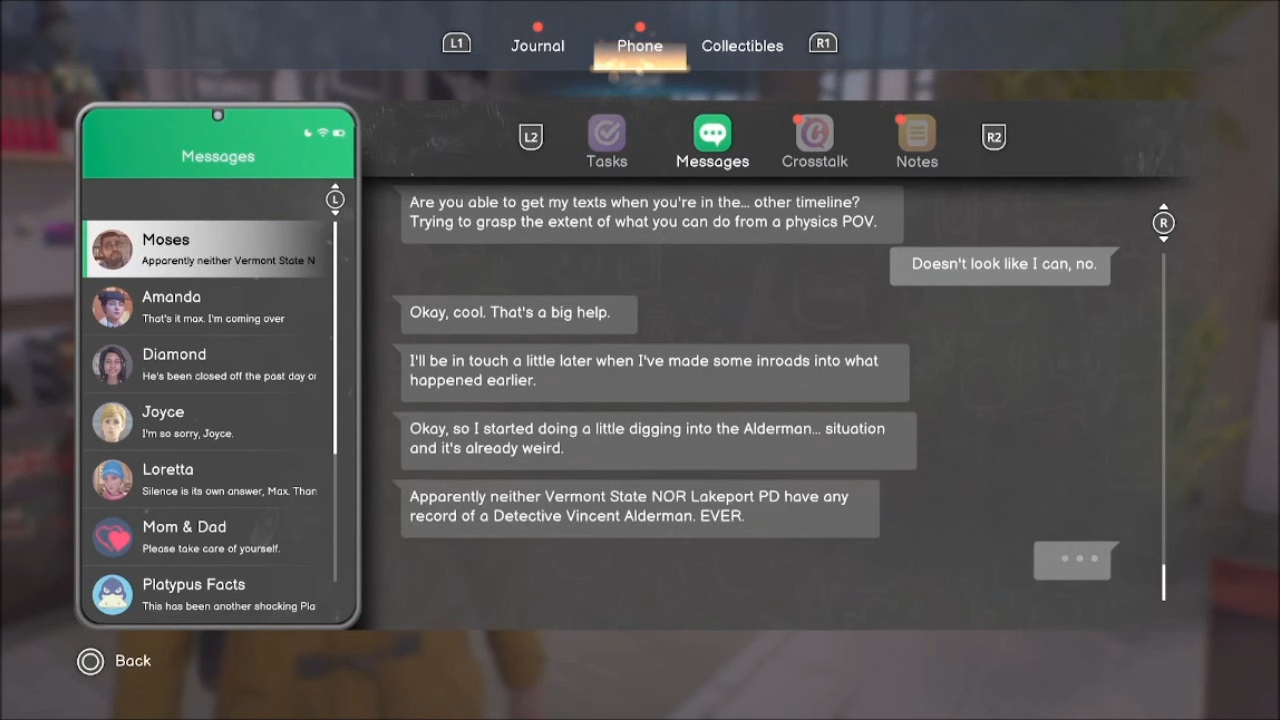 L1
Journal
Phone
Collectibles
R1
Messages
L
Moses
Apparently neither Vermont State N
Amanda
That's it max. I'm coming over
Diamond
He's been closed off the past day or
Joyce
I'm so sorry, Joyce.
Loretta
Silence is its own answer, Max. Than
Mom & Dad
Please take care of yourself.
Platypus Facts
This has been another shocking Pla
L2
Tasks
Messages
Crosstalk
Notes
R2
Are you able to get my texts when you're in the... other timeline?
Trying to grasp the extent of what you can do from a physics POV.
R
Doesn't look like I can, no.
Okay, cool. That's a big help.
I'll be in touch a little later when I've made some inroads into what
happened earlier.
Okay, so I started doing a little digging into the Alderman... situation
and it's already weird.
Apparently neither Vermont State NOR Lakeport PD have any
record of a Detective Vincent Alderman. EVER.
Back